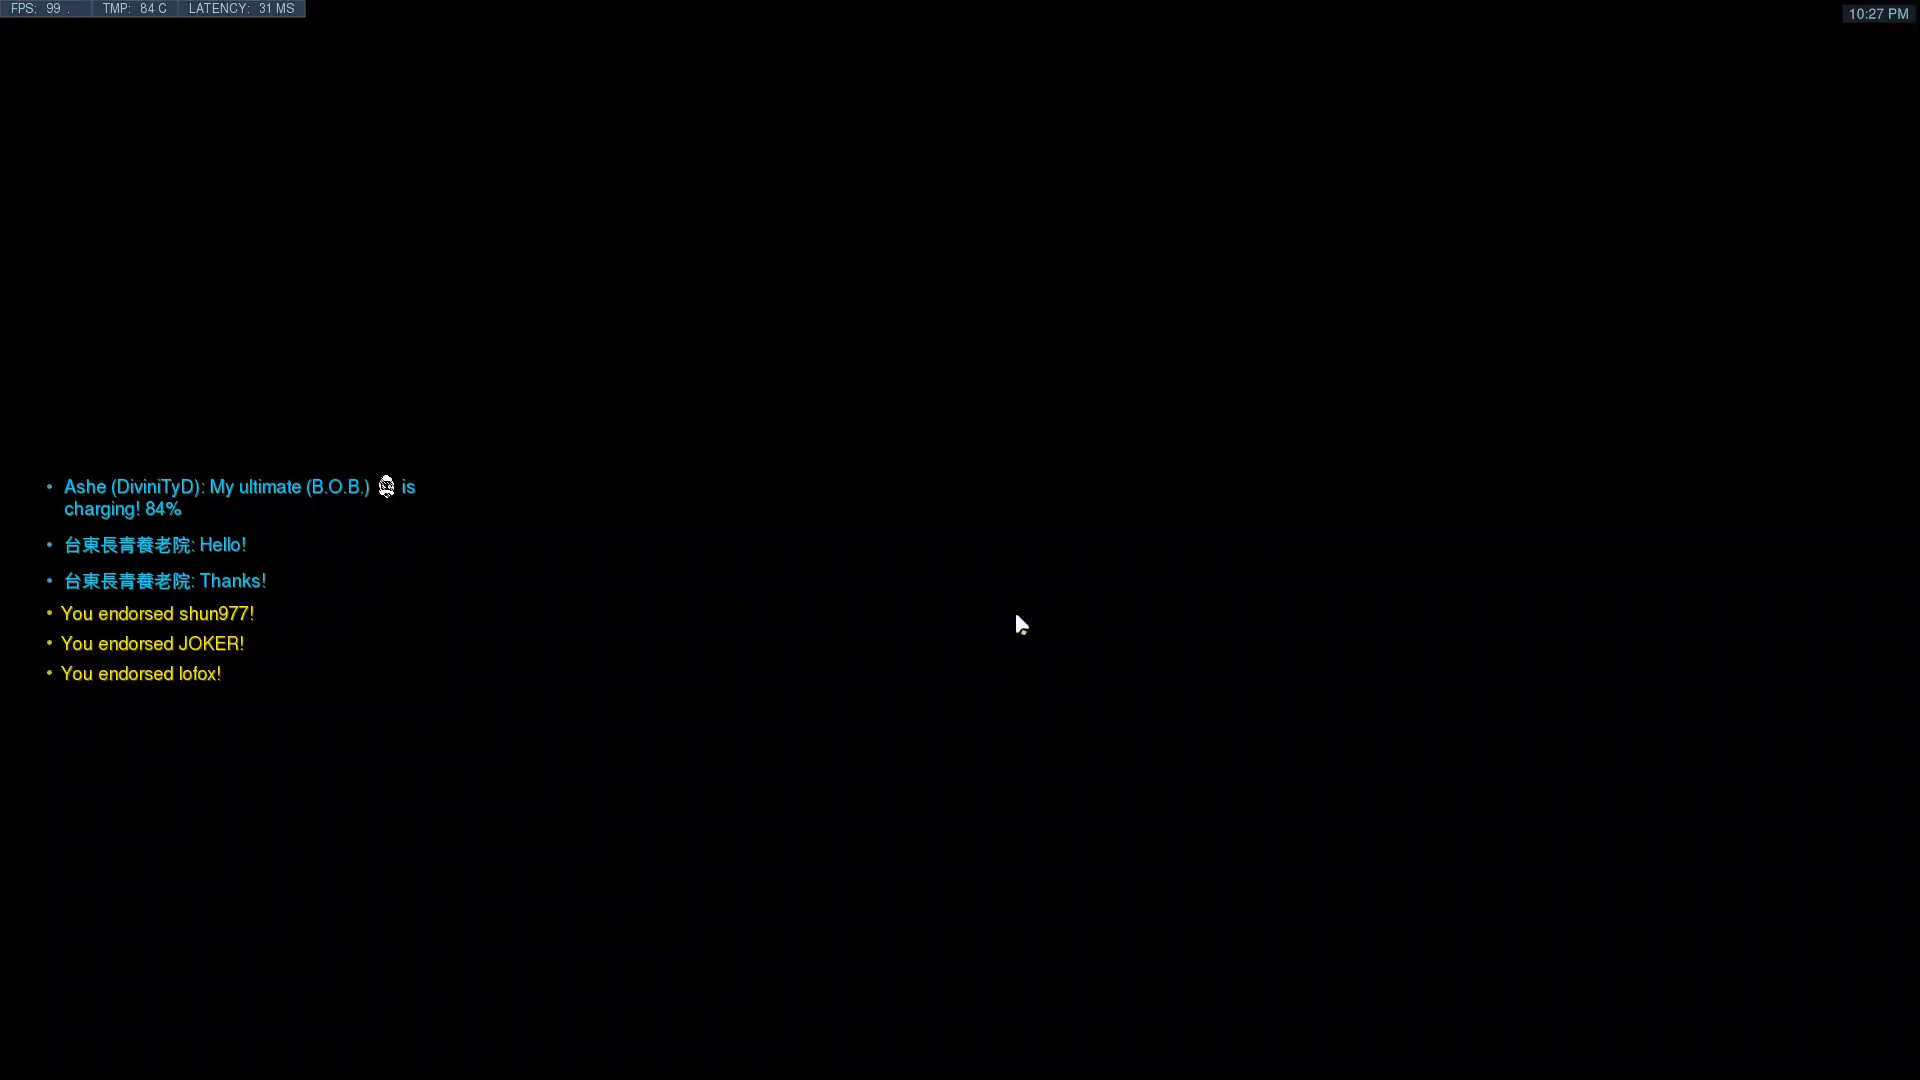 FPS: 99 . TMP: 84 C LATENCY: 31 MS
10:27 PM
• Ashe (DiviniTyD): My ultimate (B.O.B.) is
charging! 84%
• 台東長青養老院: Hello!
• 台東長青養老院: Thanks!
• You endorsed shun977!
• You endorsed JOKER!
• You endorsed lofox!